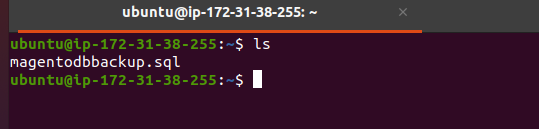 ubuntu@ip-172-31-38-255: ~
ubuntu@ip-172-31-38-255:~$ ls
magentodbbackup.sql
ubuntu@ip-172-31-38-255:~$